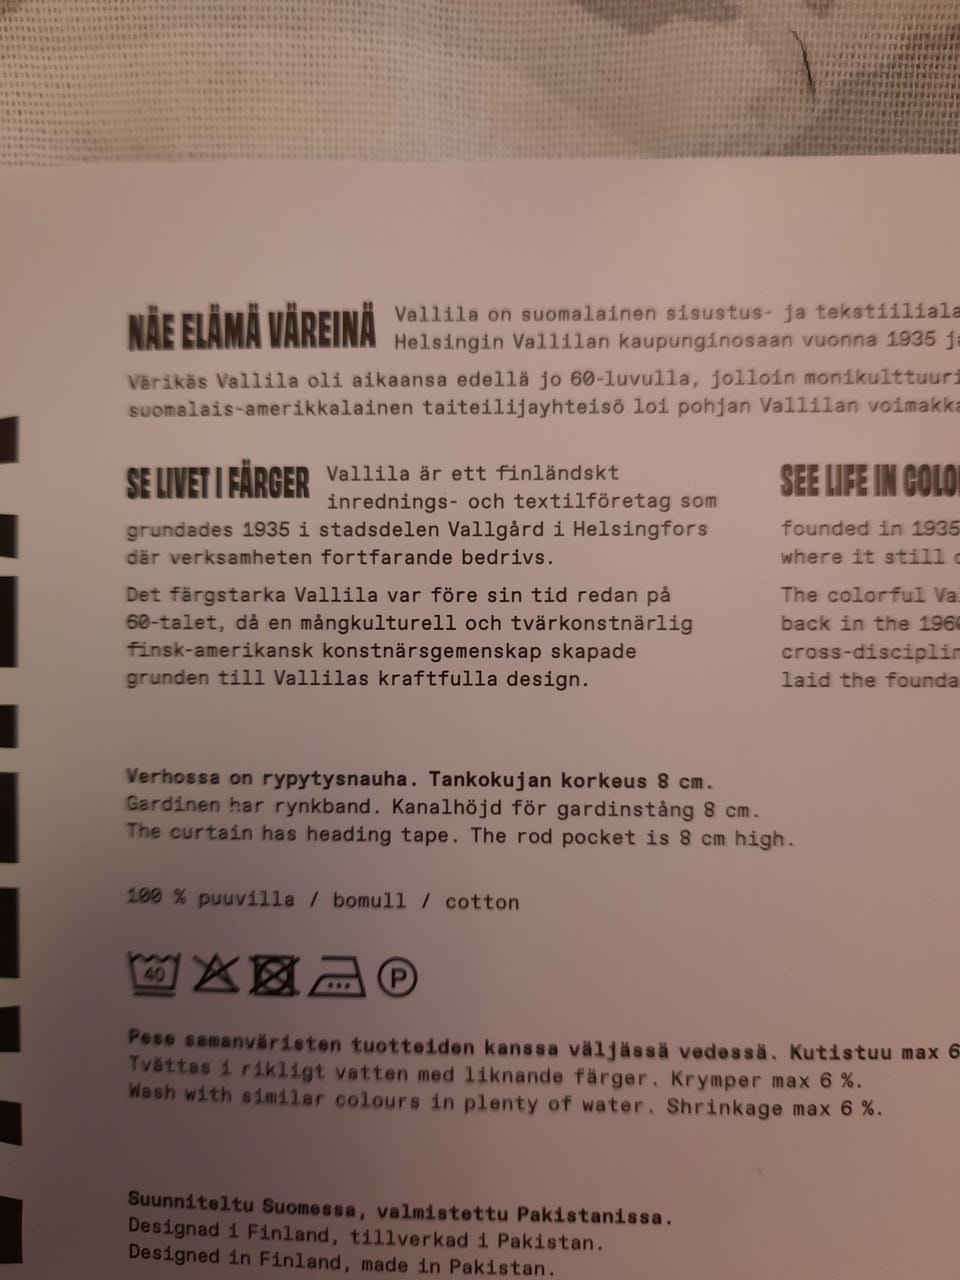 NÄE ELÄMÄ VÄREINÄ Vallila on suomalainen sisustus- ja tekstiiliala
Helsingin Vallilan kaupunginosaan vuonna 1935 ja
Värikäs Vallila oli aikaansa edellä jo 60-luvulla, jolloin monikulttuuri
suomalais-amerikkalainen taiteilijayhteisö loi pohjan Vallilan voimakka
SE LIVET I FÄRGER Vallila är ett finländskt
inrednings- och textilföretag som
grundades 1935 i stadsdelen Vallgård i Helsingfors
där verksamheten fortfarande bedrivs.
Det färgstarka Vallila var före sin tid redan på
60-talet, då en mångkulturell och tvärkonstnärlig
finsk-amerikansk konstnärsgemenskap skapade
grunden till Vallilas kraftfulla design.
SEE LIFE IN COLO
founded in 1935
where it still
The colorful Va
back in the 196
cross-disciplin
laid the founda
Verhossa on rypytysnauha. Tankokujan korkeus 8 cm.
Gardinen har rynkband. Kanalhöjd för gardinstång 8 cm.
The curtain has heading tape. The rod pocket is 8 cm high.
100 % puuvilla / bomull / cotton
40 P
Pese samanväristen tuotteiden kanssa väljässä vedessä. Kutistuu max 6
Tvättas i rikligt vatten med liknande färger. Krymper max 6 %.
Wash with similar colours in plenty of water. Shrinkage max 6 %.
Suunniteltu Suomessa, valmistettu Pakistanissa.
Designad i Finland, tillverkad i Pakistan.
Designed in Finland, made in Pakistan.